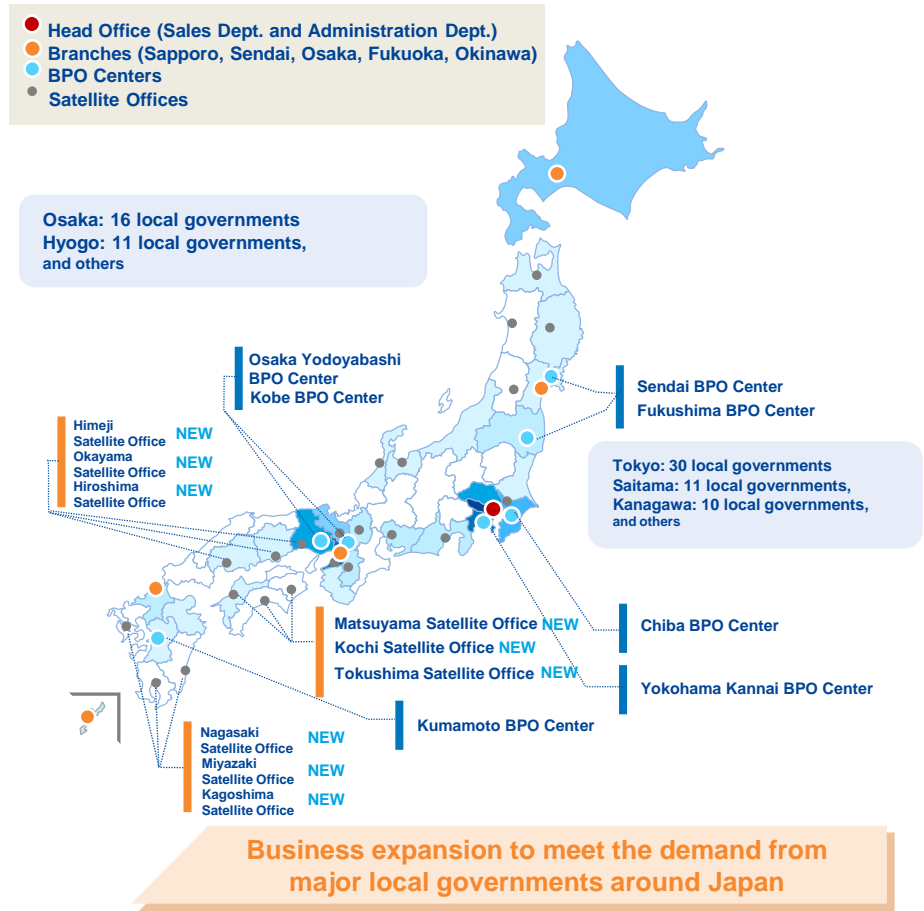 Head Office (Sales Dept. and Administration Dept.)
Branches (Sapporo, Sendai, Osaka, Fukuoka, Okinawa)
BPO Centers
Satellite Offices
Osaka: 16 local governments
Hyogo: 11 local governments,
and others
Osaka Yodoyabashi
BPO Center
Kobe BPO Center
Sendai BPO Center
Fukushima BPO Center
Himeji
Satellite Office NEW
Okayama
Satellite Office NEW
Hiroshima
Satellite Office NEW
Tokyo: 30 local governments
Saitama: 11 local governments,
Kanagawa: 10 local governments,
and others
Matsuyama Satellite Office NEW
Kochi Satellite Office NEW
Tokushima Satellite Office NEW
Chiba BPO Center
Yokohama Kannai BPO Center
Kumamoto BPO Center
Nagasaki
Satellite Office NEW
Miyazaki
Satellite Office NEW
Kagoshima
Satellite Office NEW
Business expansion to meet the demand from
major local governments around Japan